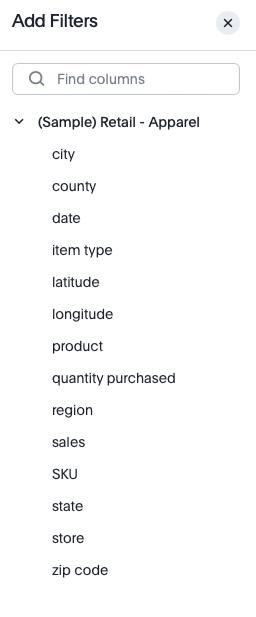 Add Filters
Find columns
(Sample) Retail - Apparel
city
county
date
item type
latitude
longitude
product
quantity purchased
region
sales
SKU
state
store
zip code